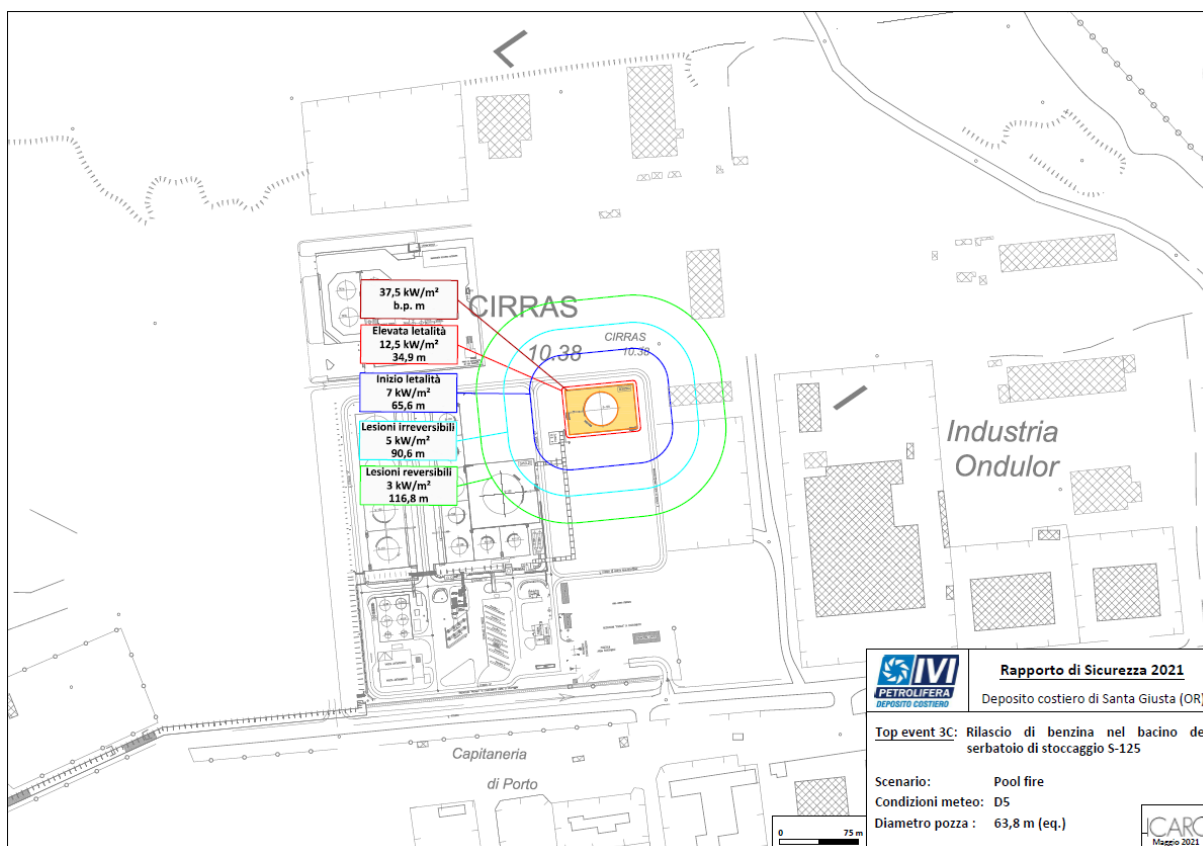 CIRRAS
10.38
CIRRAS
10.38
37,5 kW/m²
b.p. m
Elevata letalità
12,5 kW/m²
34,9 m
Inizio letalità
7 kW/m²
65,6 m
Lesioni irreversibili
5 kW/m²
90,6 m
Lesioni reversibili
3 kW/m²
116,8 m
Industria
Ondulor
Capitaneria
di Porto
0 75 m
IVI
PETROLIFERA
DEPOSITO COSTIERO
Rapporto di Sicurezza 2021
Deposito costiero di Santa Giusta (OR)
Top event 3C: Rilascio di benzina nel bacino de
serbatoio di stoccaggio S-125
Scenario: Pool fire
Condizioni meteo: D5
Diametro pozza : 63,8 m (eq.)
ICARO
Maggio 2021